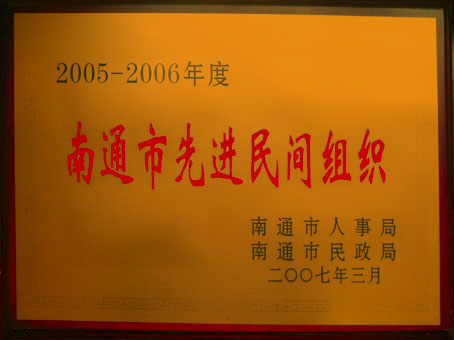 2005-2006年度
南通市先进民间组织
南通市人事局
南通市民政局
二〇〇七年三月